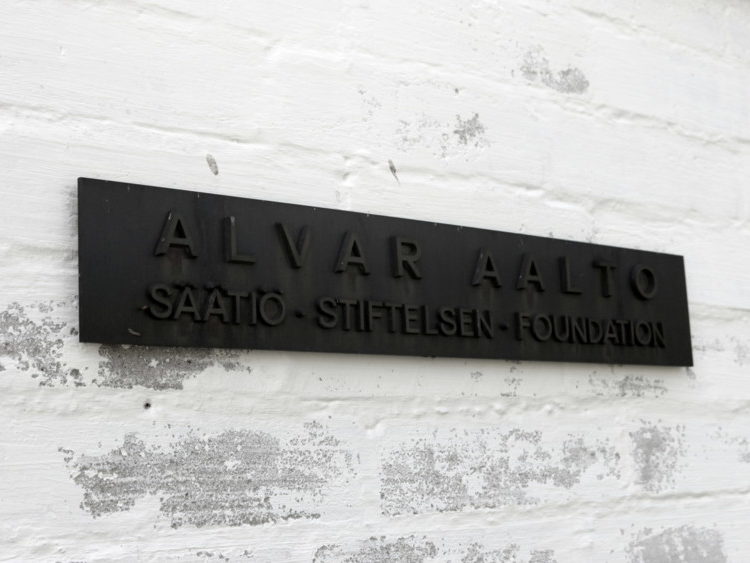 ALVAR AALTO
SÄÄTIÖ · STIFTELSEN · FOUNDATION